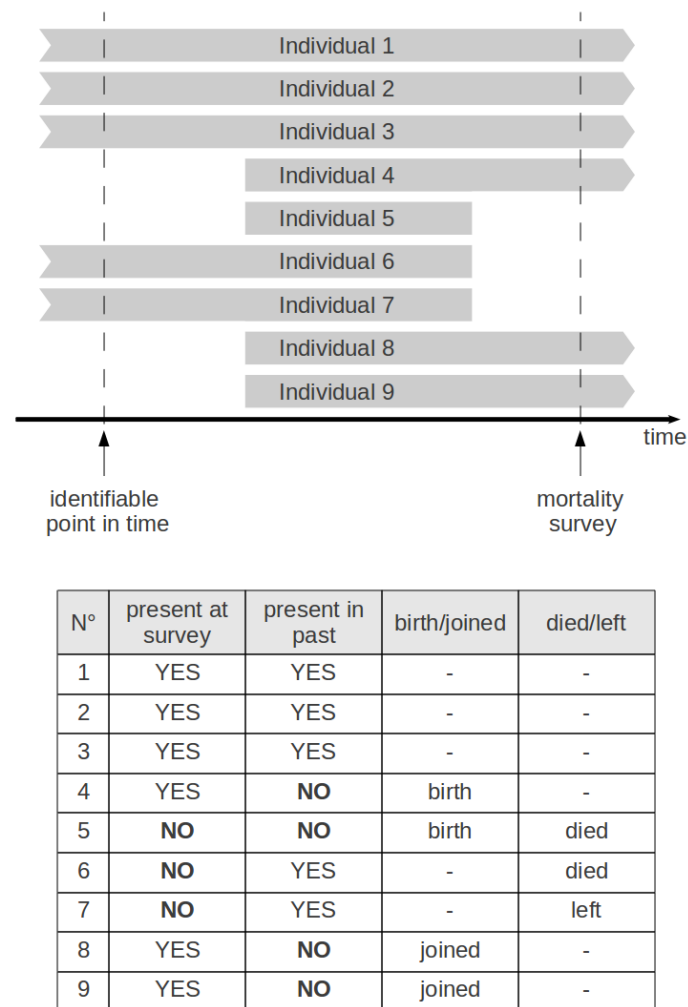 Individual 1
Individual 2
Individual 3
Individual 4
Individual 5
Individual 6
Individual 7
Individual 8
Individual 9
time
identifiable
point in time
mortality
survey
N° present at survey present in past birth/joined died/left
1 YES YES - -
2 YES YES - -
3 YES YES - -
4 YES NO birth -
5 NO NO birth died
6 NO YES - died
7 NO YES - left
8 YES NO joined -
9 YES NO joined -